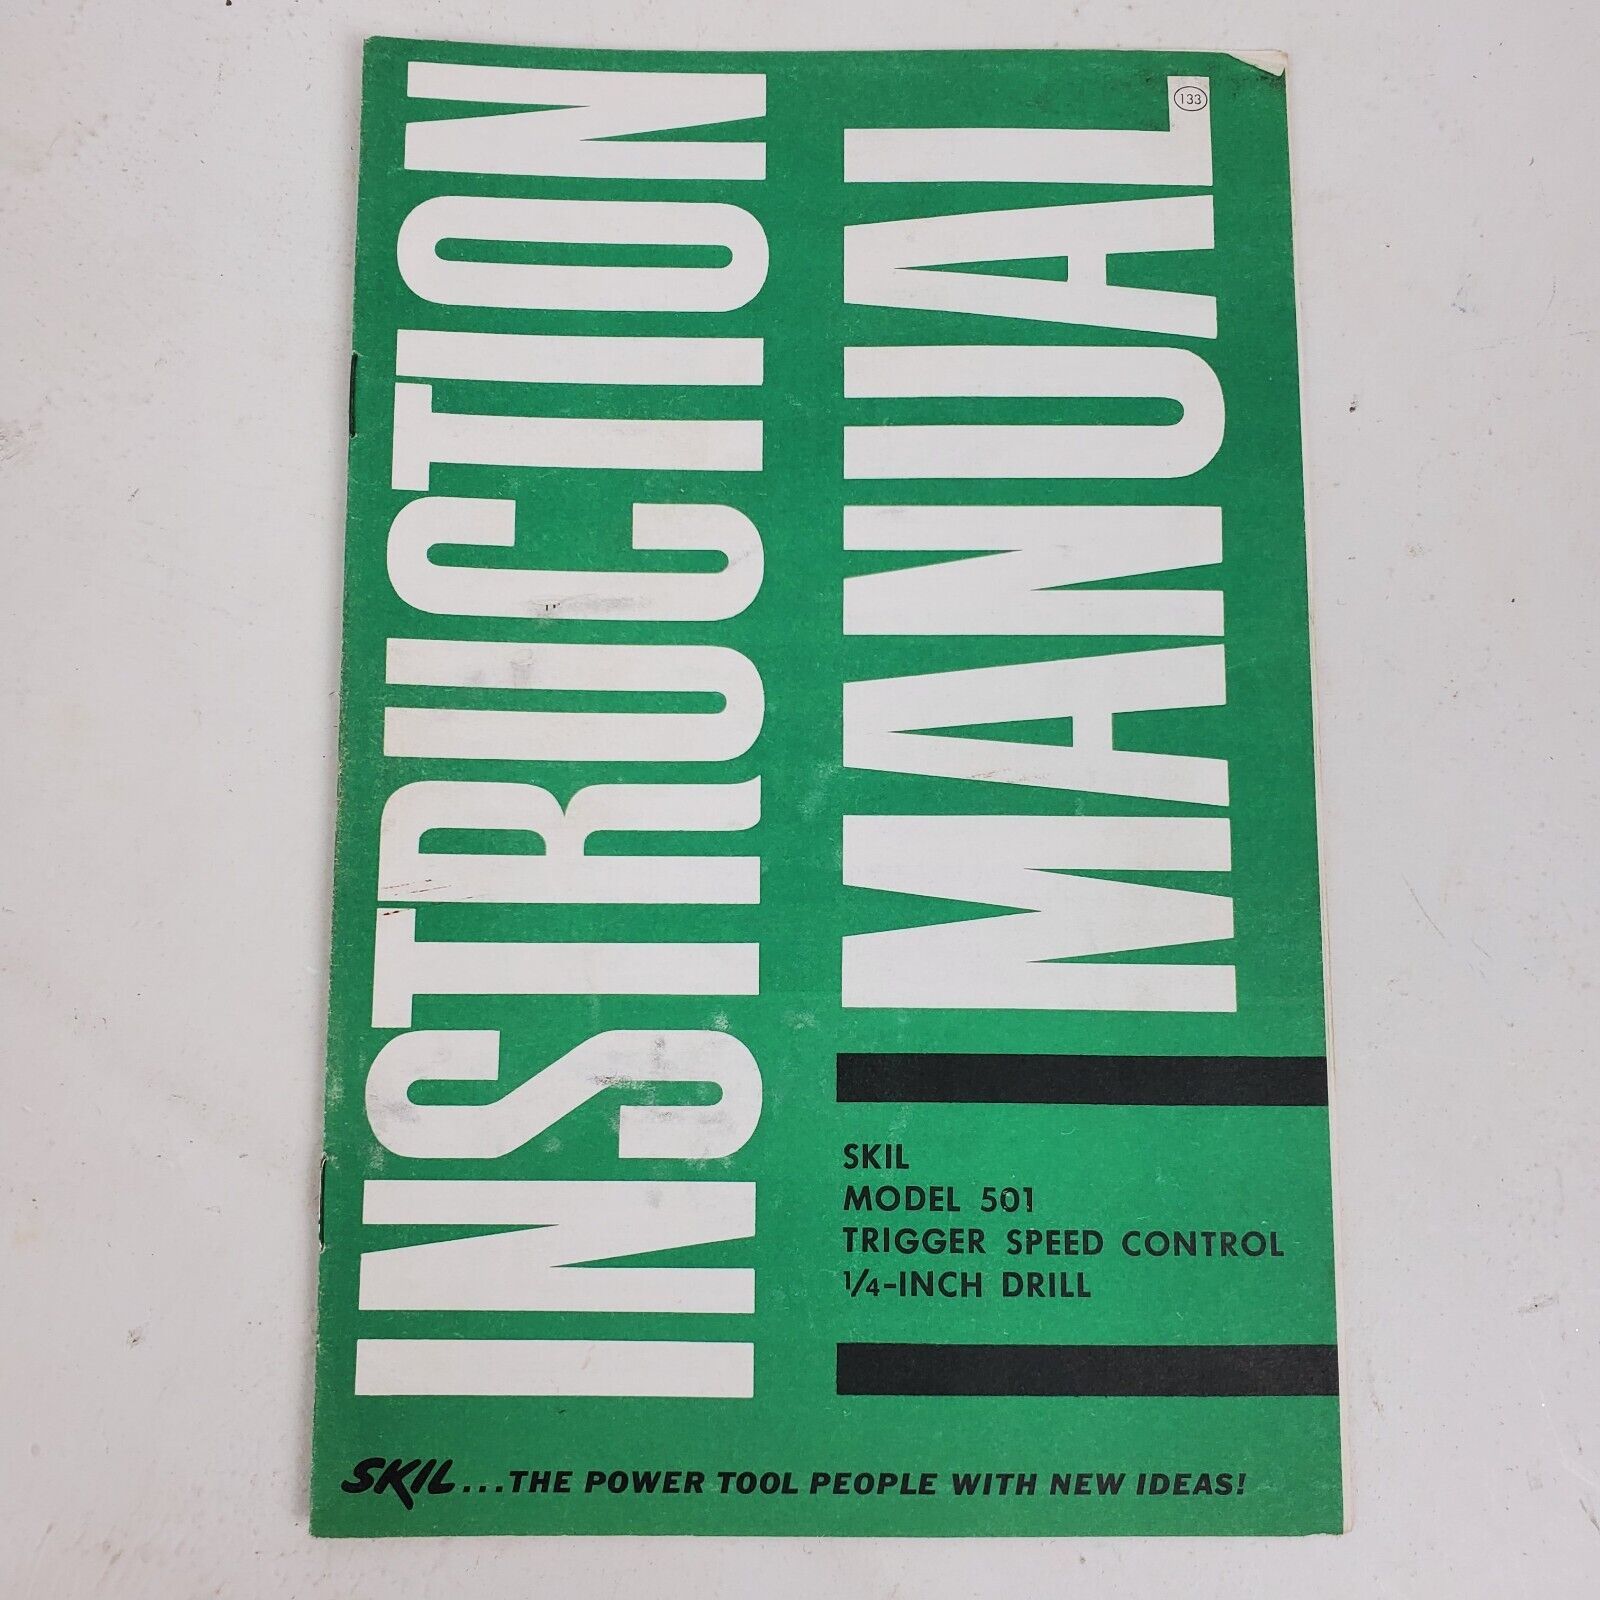 133
INSTRUCTION
MANUAL
SKIL
MODEL 501
TRIGGER SPEED CONTROL
1/4-INCH DRILL
SKIL...THE POWER TOOL PEOPLE WITH NEW IDEAS!